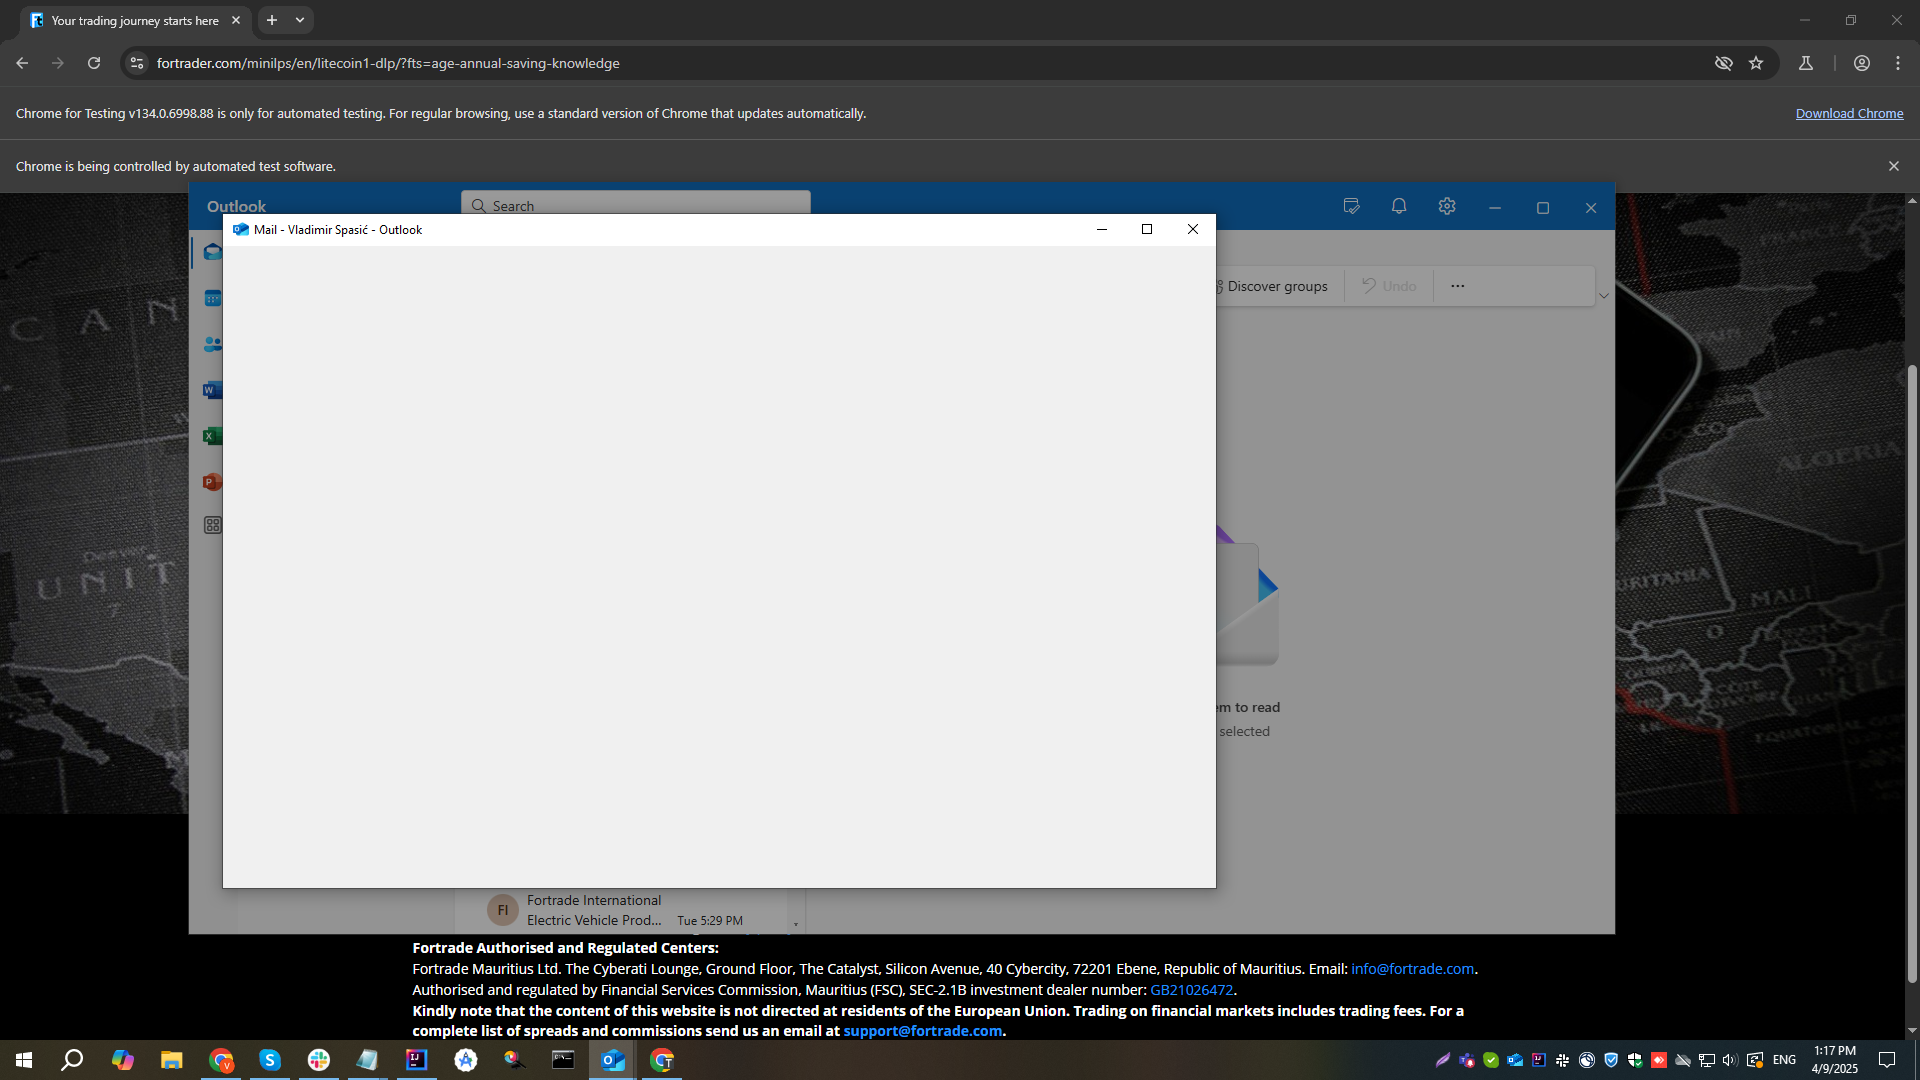 Your trading journey starts here
fortrader.com/minilps/en/litecoin1-dlp/?fts=age-annual-saving-knowledge
Chrome for Testing v134.0.6998.88 is only for automated testing. For regular browsing, use a standard version of Chrome that updates automatically.
Download Chrome
Chrome is being controlled by automated test software.
Outlook
Search
Mail - Vladimir Spasić - Outlook
Discover groups
Undo
CAN
Deever
UNIT
ALGERIA
MALI
em to read
selected
FI
Fortrade International
Electric Vehicle Prod...
Tue 5:29 PM
Fortrade Authorised and Regulated Centers:
Fortrade Mauritius Ltd. The Cyberati Lounge, Ground Floor, The Catalyst, Silicon Avenue, 40 Cybercity, 72201 Ebene, Republic of Mauritius. Email: info@fortrade.com.
Authorised and regulated by Financial Services Commission, Mauritius (FSC), SEC-2.1B investment dealer number: GB21026472.
Kindly note that the content of this website is not directed at residents of the European Union. Trading on financial markets includes trading fees. For a
complete list of spreads and commissions send us an email at support@fortrade.com.
ENG
1:17 PM
4/9/2025